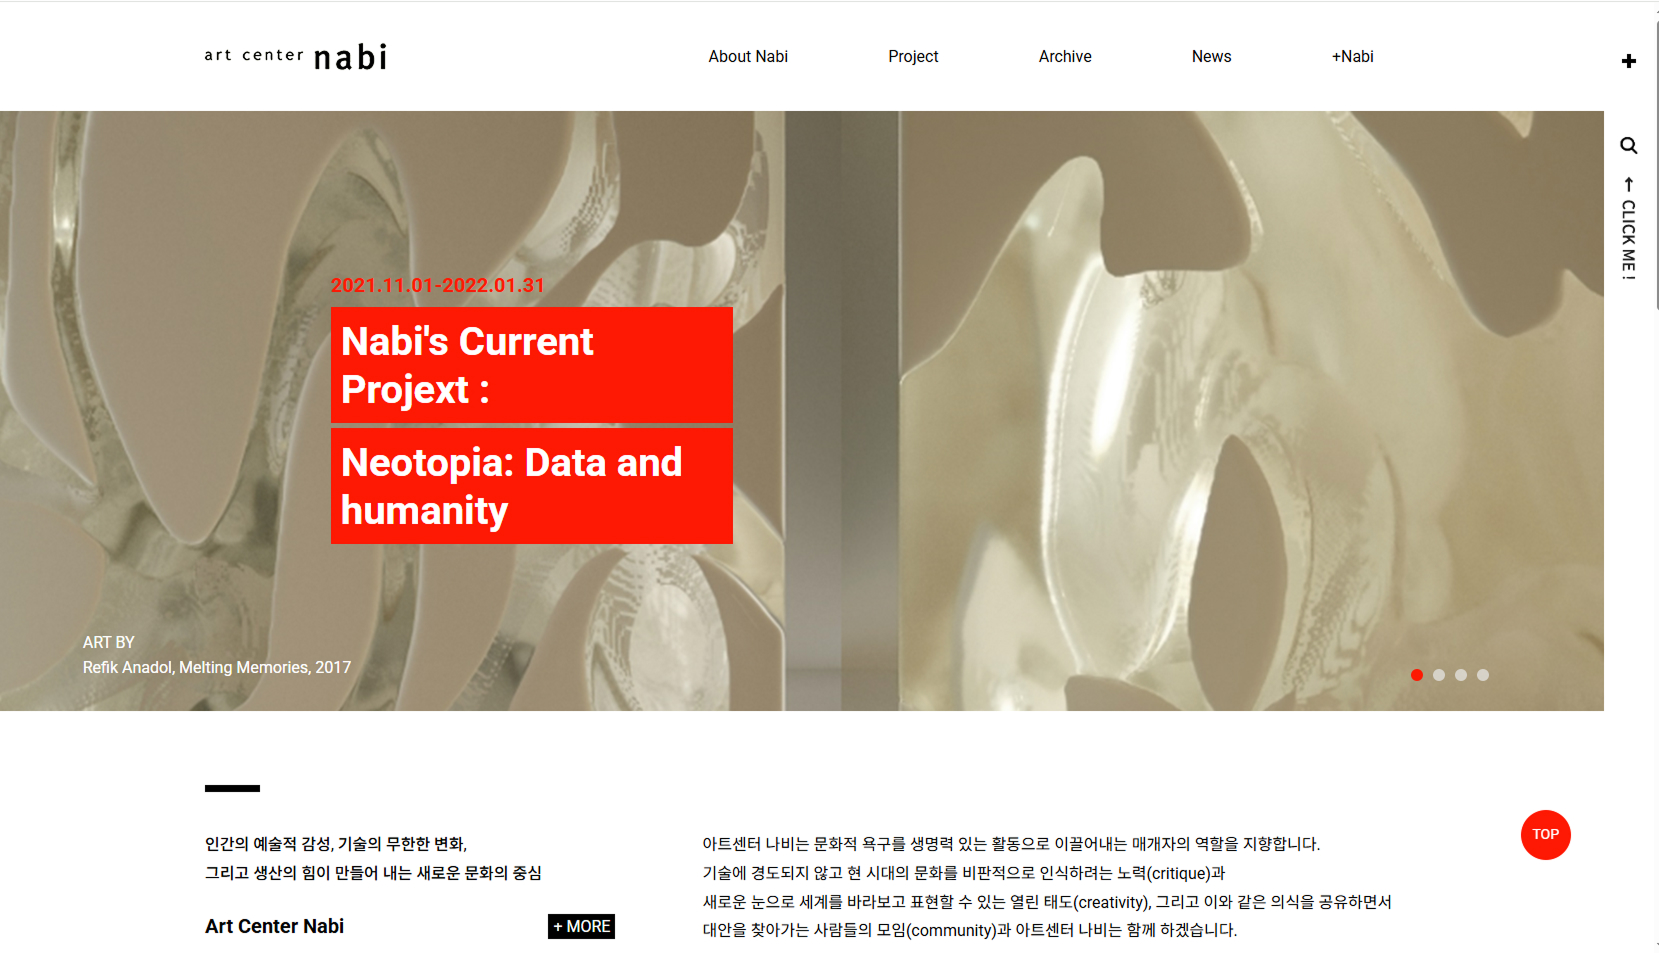 art center nabi
About Nabi
Project
Archive
News
+Nabi
← CLICK ME !
2021.11.01-2022.01.31
Nabi's Current
Projext :
Neotopia: Data and
humanity
ART BY
Refik Anadol, Melting Memories, 2017
인간의 예술적 감성, 기술의 무한한 변화,
그리고 생산의 힘이 만들어 내는 새로운 문화의 중심
Art Center Nabi
+ MORE
아트센터 나비는 문화적 욕구를 생명력 있는 활동으로 이끌어내는 매개자의 역할을 지향합니다.
기술에 경도되지 않고 현 시대의 문화를 비판적으로 인식하려는 노력(critique)과
새로운 눈으로 세계를 바라보고 표현할 수 있는 열린 태도(creativity), 그리고 이와 같은 의식을 공유하면서
대안을 찾아가는 사람들의 모임(community)과 아트센터 나비는 함께 하겠습니다.
TOP